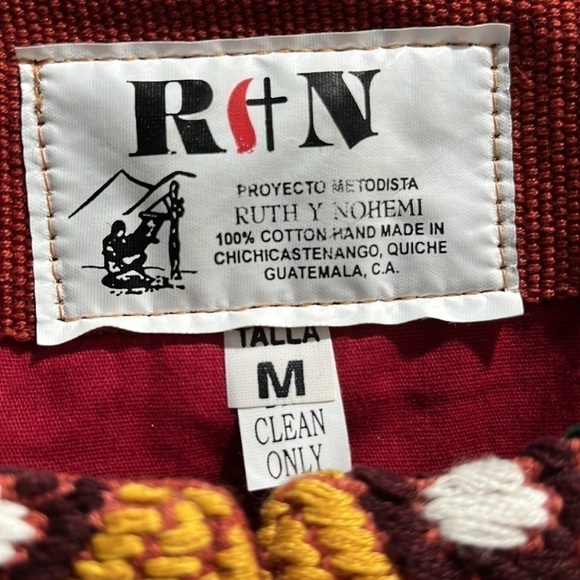 R N
PROYECTO METODISTA
RUTH Y NOHEMI
100% COTTON HAND MADE IN
CHICHICASTENANGO, QUICHE
GUATEMALA, C.A.
TALLA
M
CLEAN
ONLY